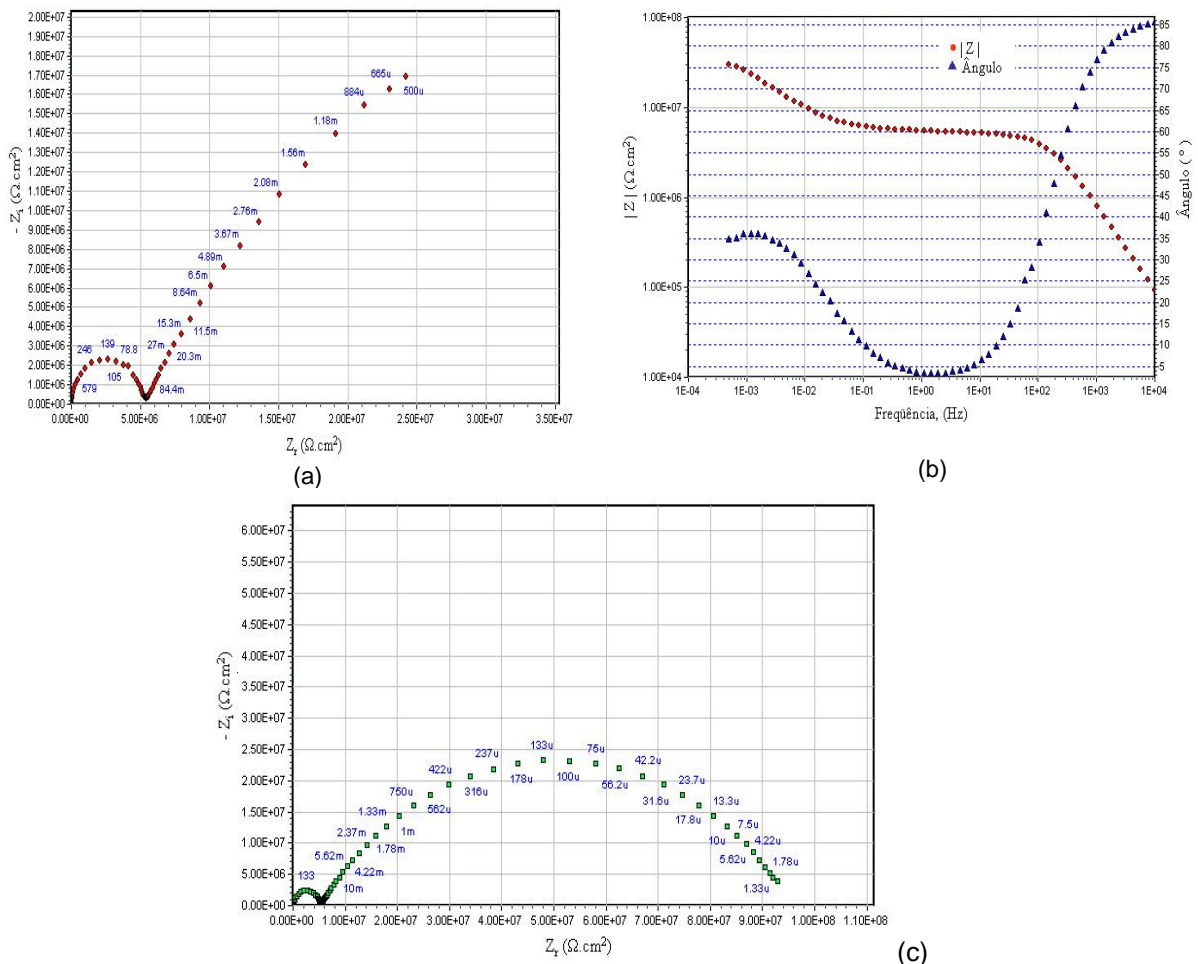 2.00E+07
1.90E+07
1.80E+07
1.70E+07
1.60E+07
1.50E+07
1.40E+07
1.30E+07
1.20E+07
1.10E+07
1.00E+07
9.00E+06
8.00E+06
7.00E+06
6.00E+06
5.00E+06
4.00E+06
3.00E+06
2.00E+06
1.00E+06
0.00E+00
- Zi (Ω.cm²)
665u
884u
500u
1.18m
1.56m
2.08m
2.76m
3.67m
4.89m
6.5m
8.64m
15.3m
11.5m
27m
20.3m
246
139
78.8
105
579
84.4m
0.00E+00 5.00E+06 1.00E+07 1.50E+07 2.00E+07 2.50E+07 3.00E+07 3.50E+07
Zr (Ω.cm²)
(a)
1.00E+08
1.00E+07
1.00E+06
1.00E+05
1.00E+04
|Z| (Ω.cm²)
|Z|
Ângulo
85
80
75
70
65
60
55
50
45
40
35
30
25
20
15
10
5
Ângulo (°)
1E-04 1E-03 1E-02 1E-01 1E+00 1E+01 1E+02 1E+03 1E+04
Freqüência, (Hz)
(b)
6.00E+07
5.50E+07
5.00E+07
4.50E+07
4.00E+07
3.50E+07
3.00E+07
2.50E+07
2.00E+07
1.50E+07
1.00E+07
5.00E+06
0.00E+00
- Zi (Ω.cm²)
133
10m
5.62m
4.22m
2.37m
1.78m
1.33m
1m
750u
562u
422u
316u
237u
178u
133u
100u
75u
56.2u
42.2u
31.6u
23.7u
17.8u
13.3u
10u
7.5u
5.62u
4.22u
1.78u
1.33u
0.00E+00 1.00E+07 2.00E+07 3.00E+07 4.00E+07 5.00E+07 6.00E+07 7.00E+07 8.00E+07 9.00E+07 1.00E+08 1.10E+08
Zr (Ω.cm²)
(c)